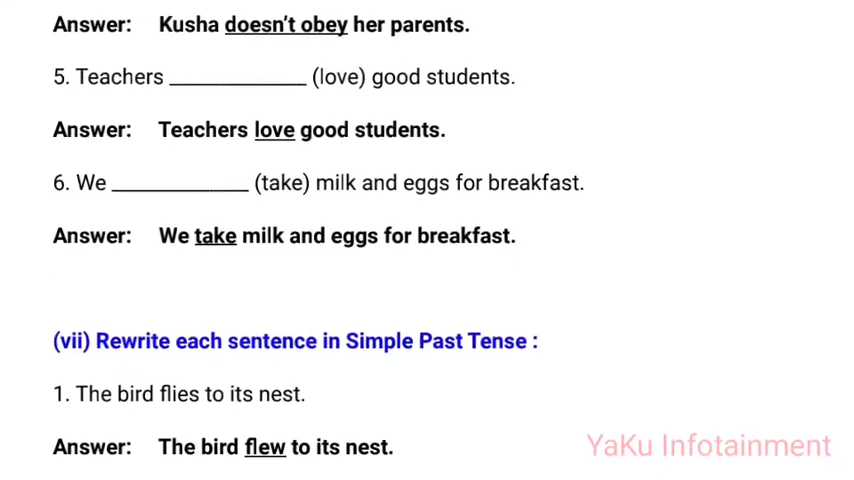 Answer: Kusha doesn't obey her parents.
5. Teachers ____________ (love) good students.
Answer: Teachers love good students.
6. We ____________ (take) milk and eggs for breakfast.
Answer: We take milk and eggs for breakfast.
(vii) Rewrite each sentence in Simple Past Tense :
1. The bird flies to its nest.
Answer: The bird flew to its nest.
YaKu Infotainment